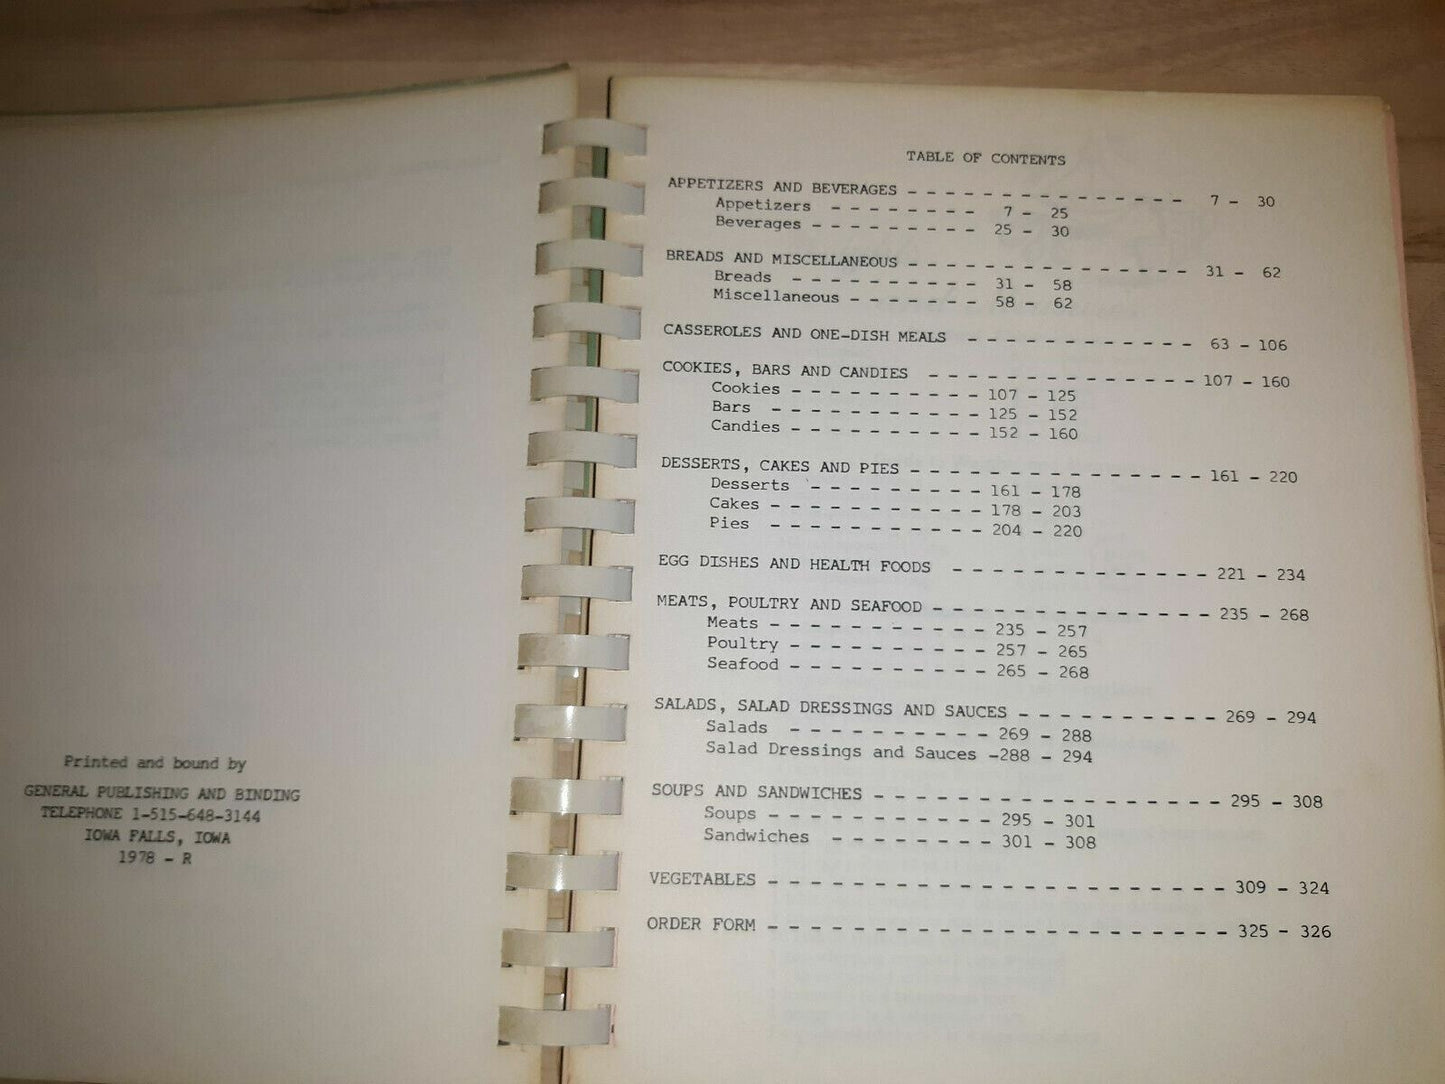 Printed and bound by
GENERAL PUBLISHING AND BINDING
TELEPHONE 1-515-648-3144
IOWA FALLS, IOWA
1978 - R
TABLE OF CONTENTS
APPETIZERS AND BEVERAGES - - - - - - - - - - - - - - - 7 - 30
Appetizers - - - - - - - - 7 - 25
Beverages - - - - - - - - - 25 - 30
BREADS AND MISCELLANEOUS - - - - - - - - - - - - - - - 31 - 62
Breads - - - - - - - - - - 31 - 58
Miscellaneous - - - - - - - 58 - 62
CASSEROLES AND ONE-DISH MEALS - - - - - - - - - - - - 63 - 106
COOKIES, BARS AND CANDIES - - - - - - - - - - - - - - 107 - 160
Cookies - - - - - - - - - - 107 - 125
Bars - - - - - - - - - - - 125 - 152
Candies - - - - - - - - - - 152 - 160
DESSERTS, CAKES AND PIES - - - - - - - - - - - - - - - 161 - 220
Desserts - - - - - - - - - 161 - 178
Cakes - - - - - - - - - - - 178 - 203
Pies - - - - - - - - - - - 204 - 220
EGG DISHES AND HEALTH FOODS - - - - - - - - - - - - - 221 - 234
MEATS, POULTRY AND SEAFOOD - - - - - - - - - - - - - - 235 - 268
Meats - - - - - - - - - - - 235 - 257
Poultry - - - - - - - - - - 257 - 265
Seafood - - - - - - - - - - 265 - 268
SALADS, SALAD DRESSINGS AND SAUCES - - - - - - - - - - 269 - 294
Salads - - - - - - - - - - 269 - 288
Salad Dressings and Sauces -288 - 294
SOUPS AND SANDWICHES - - - - - - - - - - - - - - - - - 295 - 308
Soups - - - - - - - - - - - 295 - 301
Sandwiches - - - - - - - - 301 - 308
VEGETABLES - - - - - - - - - - - - - - - - - - - - - - 309 - 324
ORDER FORM - - - - - - - - - - - - - - - - - - - - - - 325 - 326